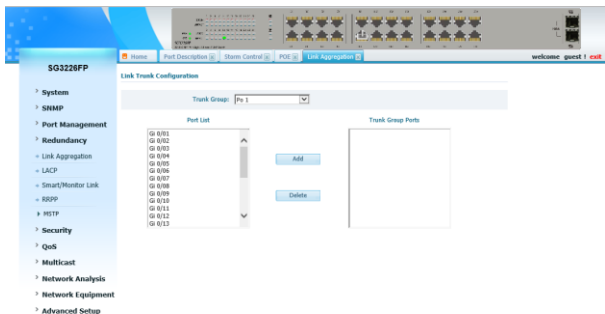 SG3226FP
Home
Port Description
Storm Control
POE
Link Aggregation
welcome guest ! exit
SG3226FP
System
SNMP
Port Management
Redundancy
Link Aggregation
LACP
Smart/Monitor Link
RRPP
MSTP
Security
QoS
Multicast
Network Analysis
Network Equipment
Advanced Setup
Link Trunk Configuration
Trunk Group: Po 1
Port List
Trunk Group Ports
Gi 0/01
Gi 0/02
Gi 0/03
Gi 0/04
Gi 0/05
Gi 0/06
Gi 0/07
Gi 0/08
Gi 0/09
Gi 0/10
Gi 0/11
Gi 0/12
Gi 0/13
Add
Delete